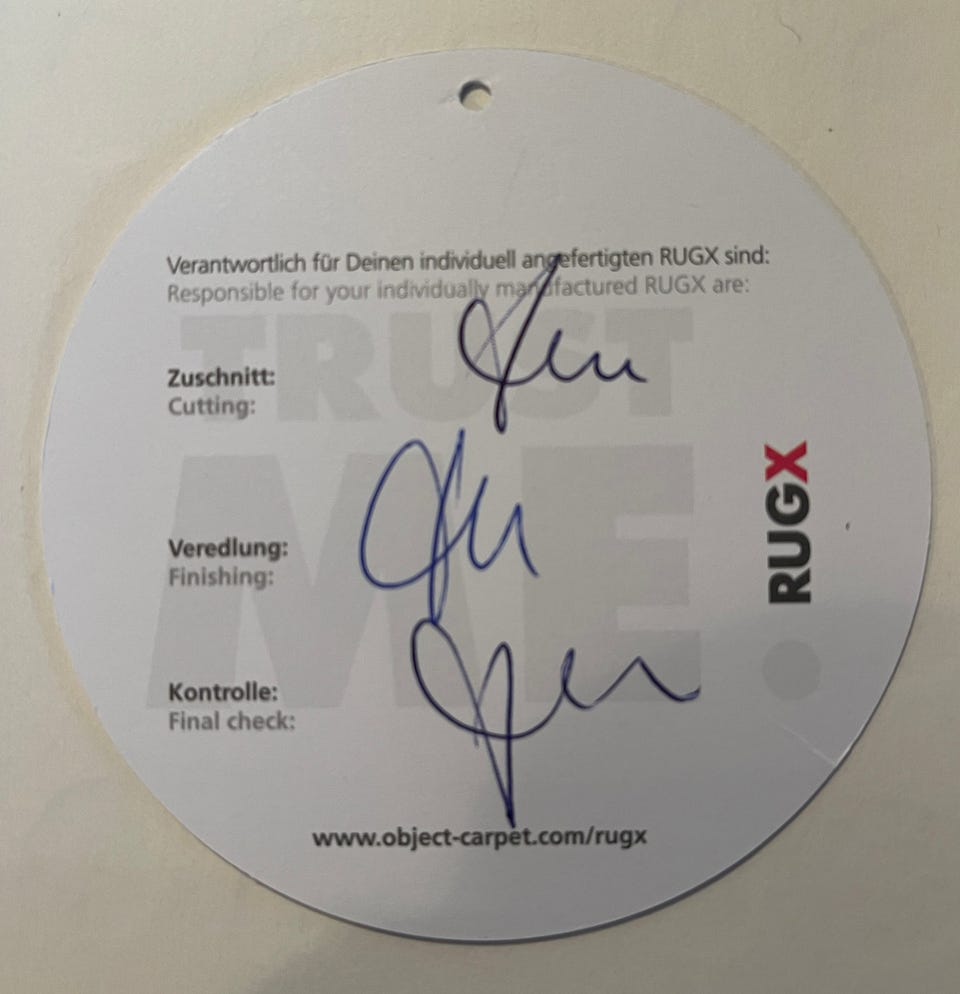 Verantwortlich für Deinen individuell angefertigten RUGX sind:
Responsible for your individually manufactured RUGX are:
TRUST
ME.
Zuschnitt:
Cutting:
Veredlung:
Finishing:
Kontrolle:
Final check:
RUGX
www.object-carpet.com/rugx